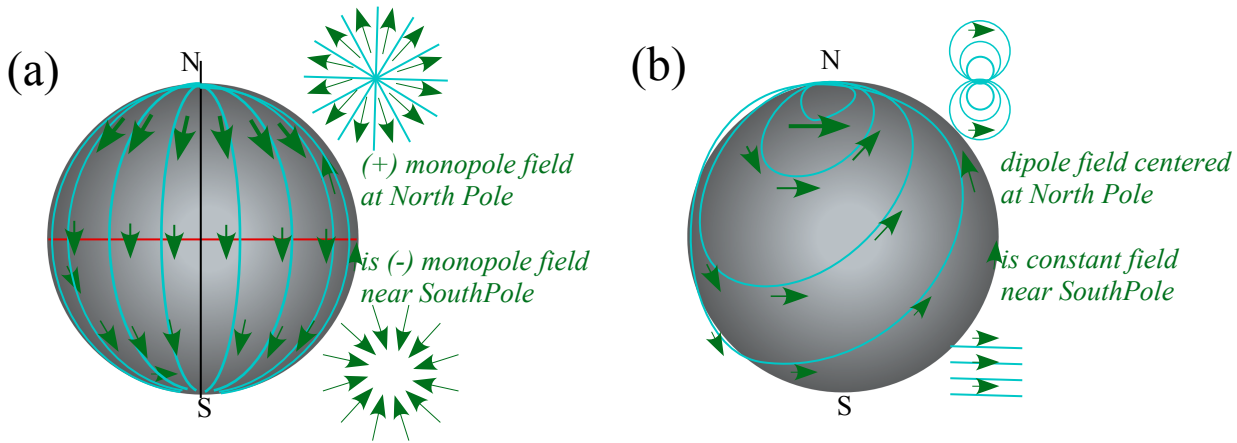 (a)
N
(+) monopole field
at North Pole
is (-) monopole field
near SouthPole
S
(b)
N
dipole field centered
at North Pole
is constant field
near SouthPole
S